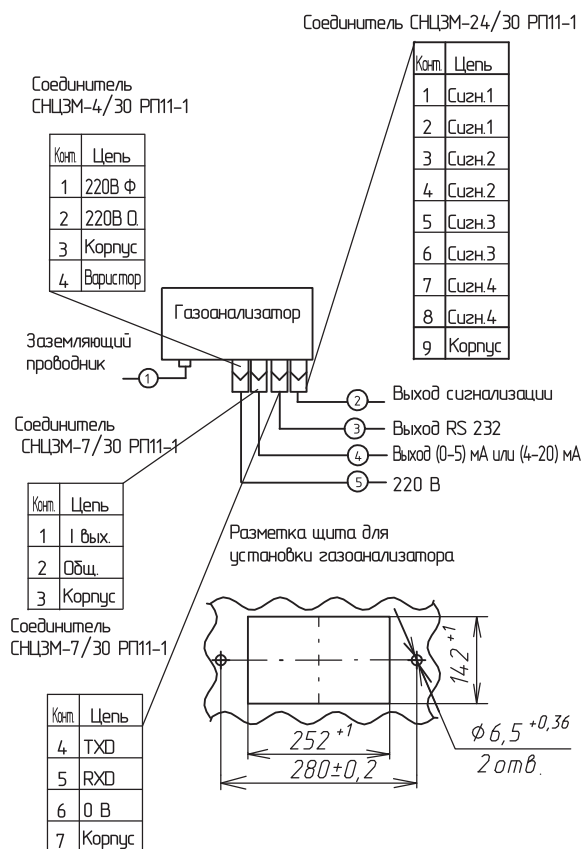 Соединитель СНЦЗМ-24/30 РП11-1
Конт. Цепь
1 Сигн.1
2 Сигн.1
3 Сигн.2
4 Сигн.2
5 Сигн.3
6 Сигн.3
7 Сигн.4
8 Сигн.4
9 Корпус
Соединитель
СНЦЗМ-4/30 РП11-1
Конт. Цепь
1 220В Ф
2 220В О.
3 Корпус
4 Варистор
Газоанализатор
Заземляющий
проводник
1
2 Выход сигнализации
3 Выход RS 232
4 Выход (0-5) мА или (4-20) мА
5 220 В
Соединитель
СНЦЗМ-7/30 РП11-1
Конт. Цепь
1 I вых.
2 Общ.
3 Корпус
Соединитель
СНЦЗМ-7/30 РП11-1
Конт. Цепь
4 TXD
5 RXD
6 0 В
7 Корпус
Разметка щита для
установки газоанализатора
142 +1
252 +1
280±0,2
Ф 6,5 +0,36
2 отв.